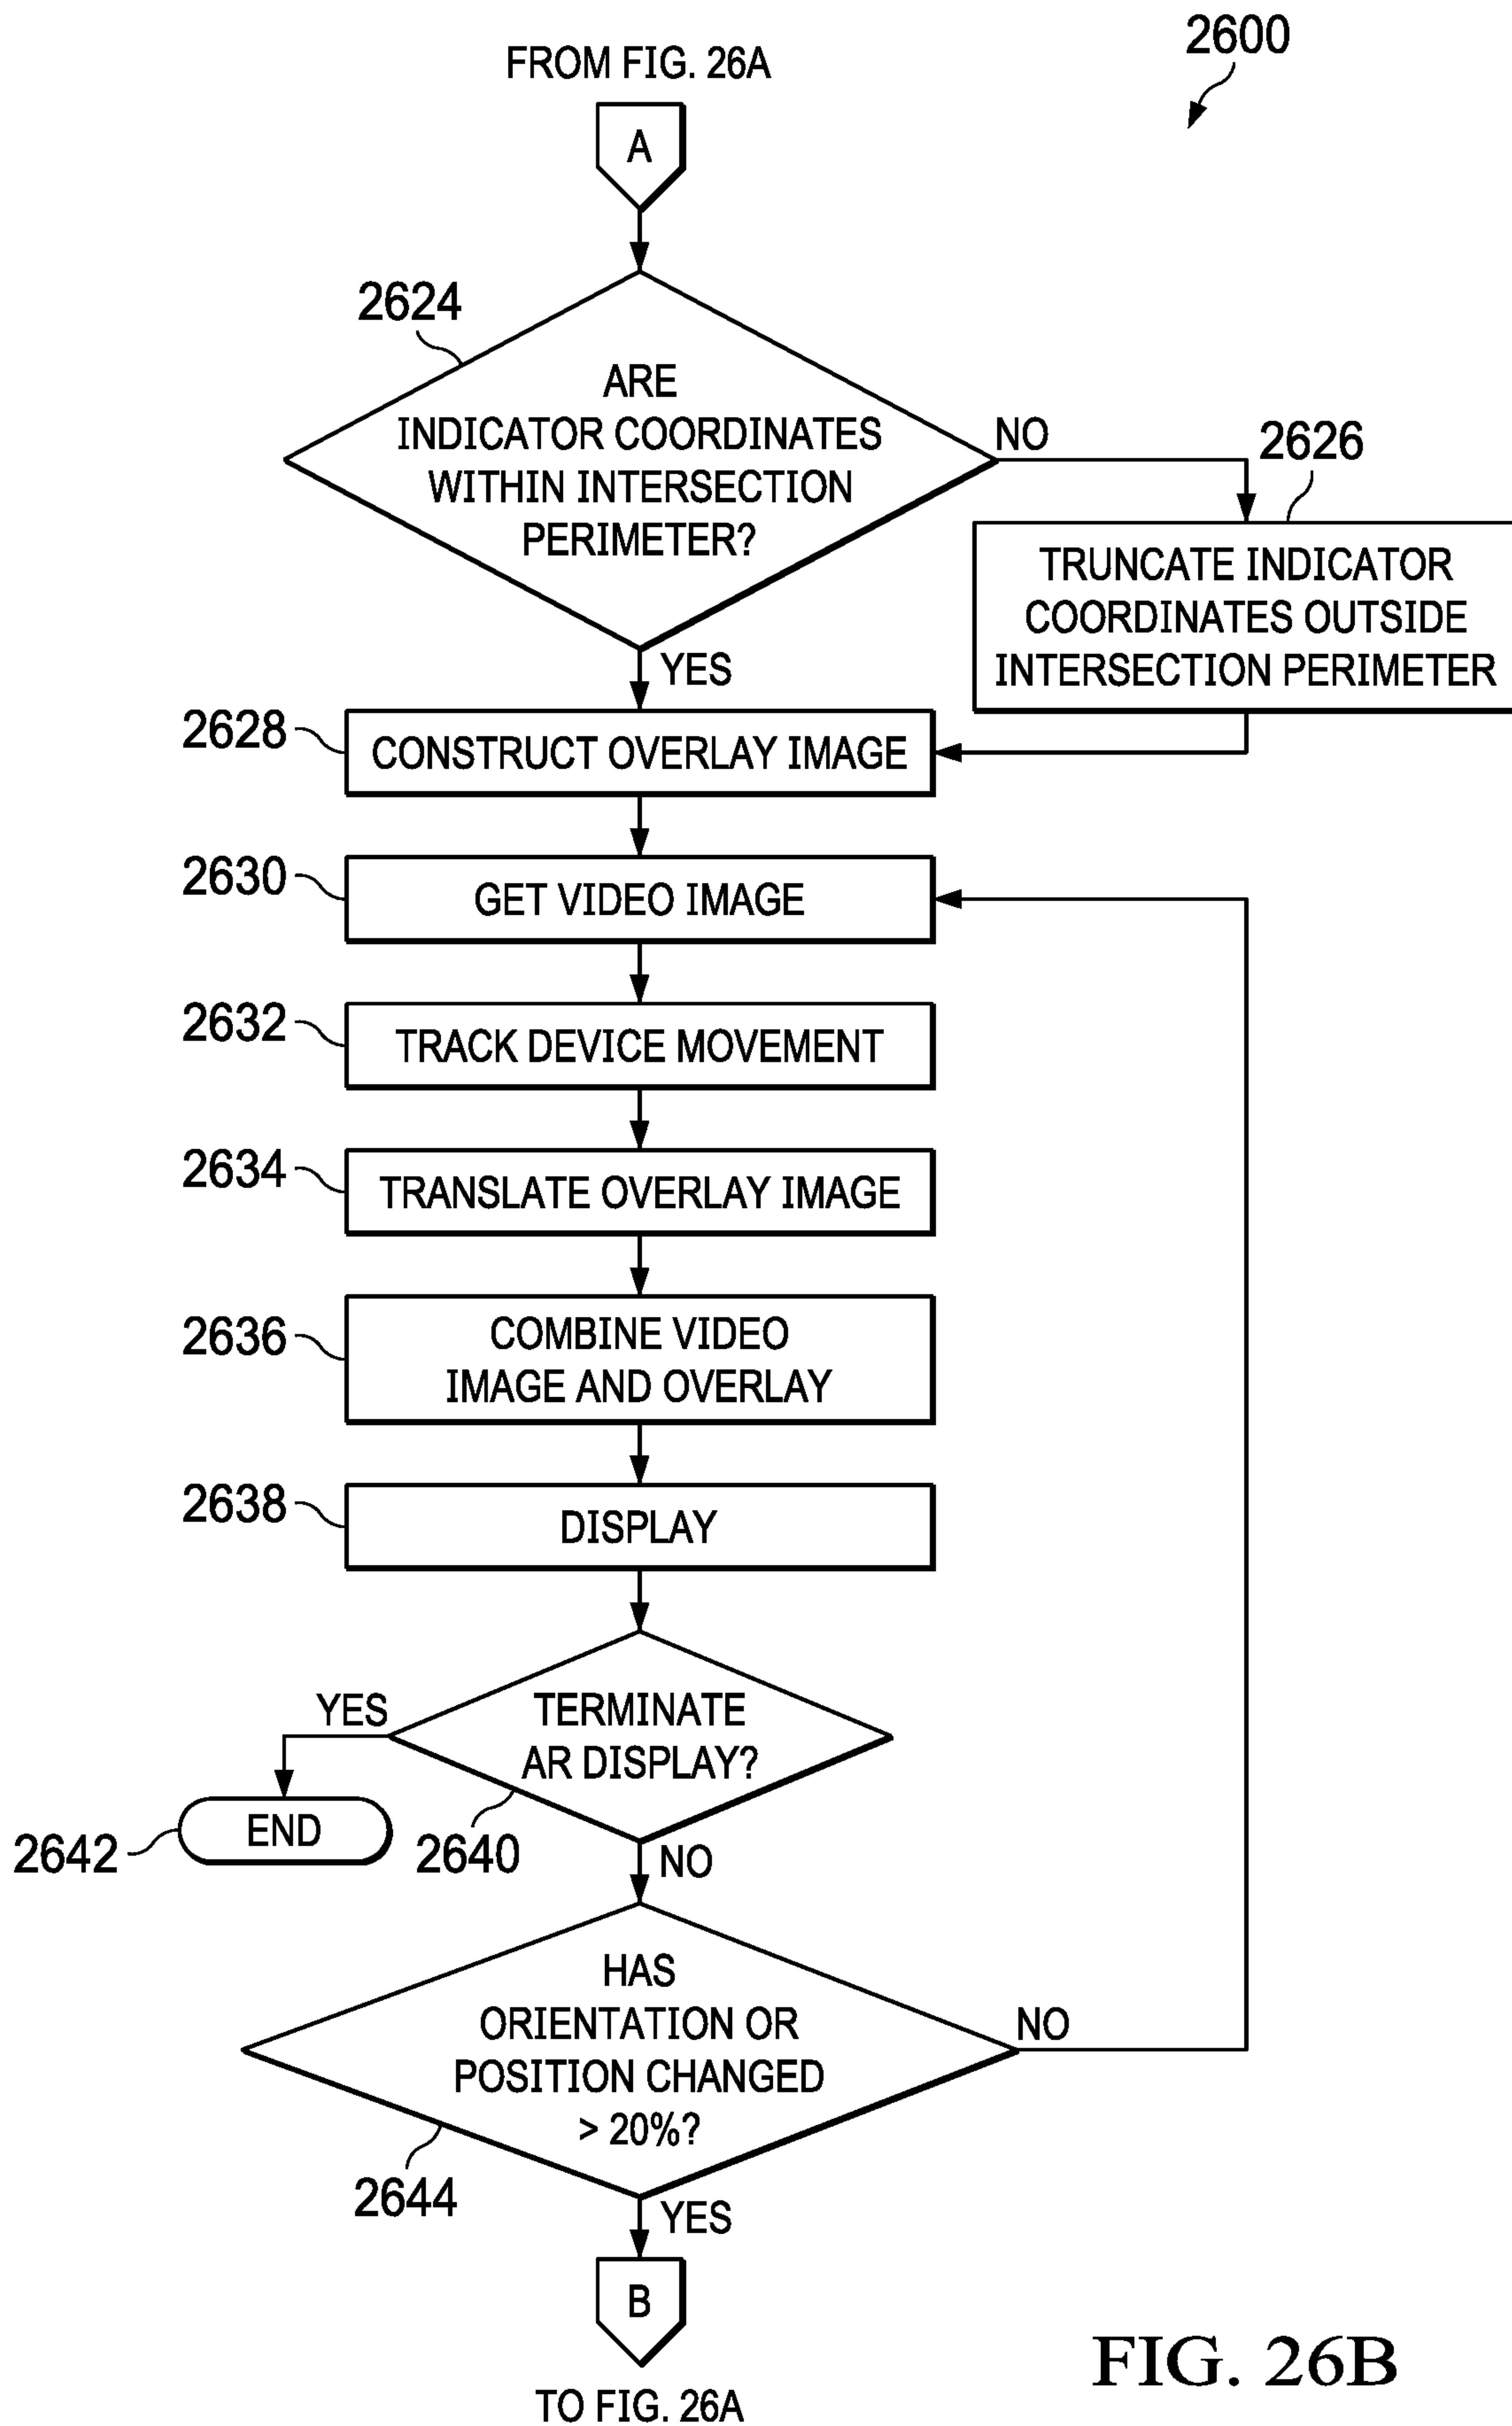 2600
FROM FIG. 26A
A
2624
ARE
INDICATOR COORDINATES
WITHIN INTERSECTION
PERIMETER?
NO
2626
TRUNCATE INDICATOR
COORDINATES OUTSIDE
INTERSECTION PERIMETER
YES
2628
CONSTRUCT OVERLAY IMAGE
2630
GET VIDEO IMAGE
2632
TRACK DEVICE MOVEMENT
2634
TRANSLATE OVERLAY IMAGE
2636
COMBINE VIDEO
IMAGE AND OVERLAY
2638
DISPLAY
TERMINATE
AR DISPLAY?
YES
END
2642
2640
NO
HAS
ORIENTATION OR
POSITION CHANGED
> 20%?
NO
2644
YES
B
TO FIG. 26A
FIG. 26B